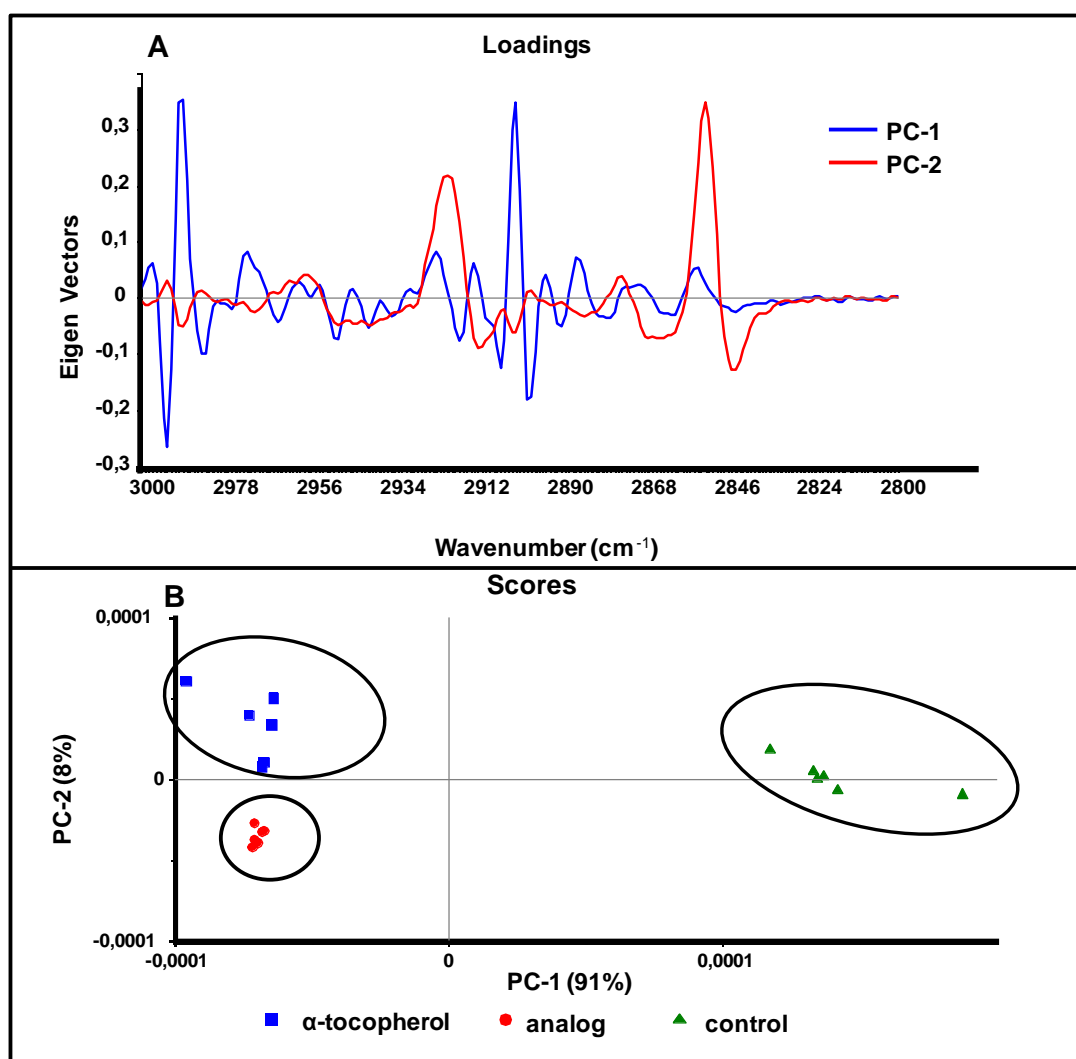 A
Loadings
Eigen Vectors
0,3
0,2
0,1
0
-0,1
-0,2
-0,3
PC-1
PC-2
3000 2978 2956 2934 2912 2890 2868 2846 2824 2800
Wavenumber (cm-1)
B
Scores
PC-2 (8%)
0,0001
0
-0,0001
-0,0001 0 0,0001
PC-1 (91%)
α-tocopherol analog control